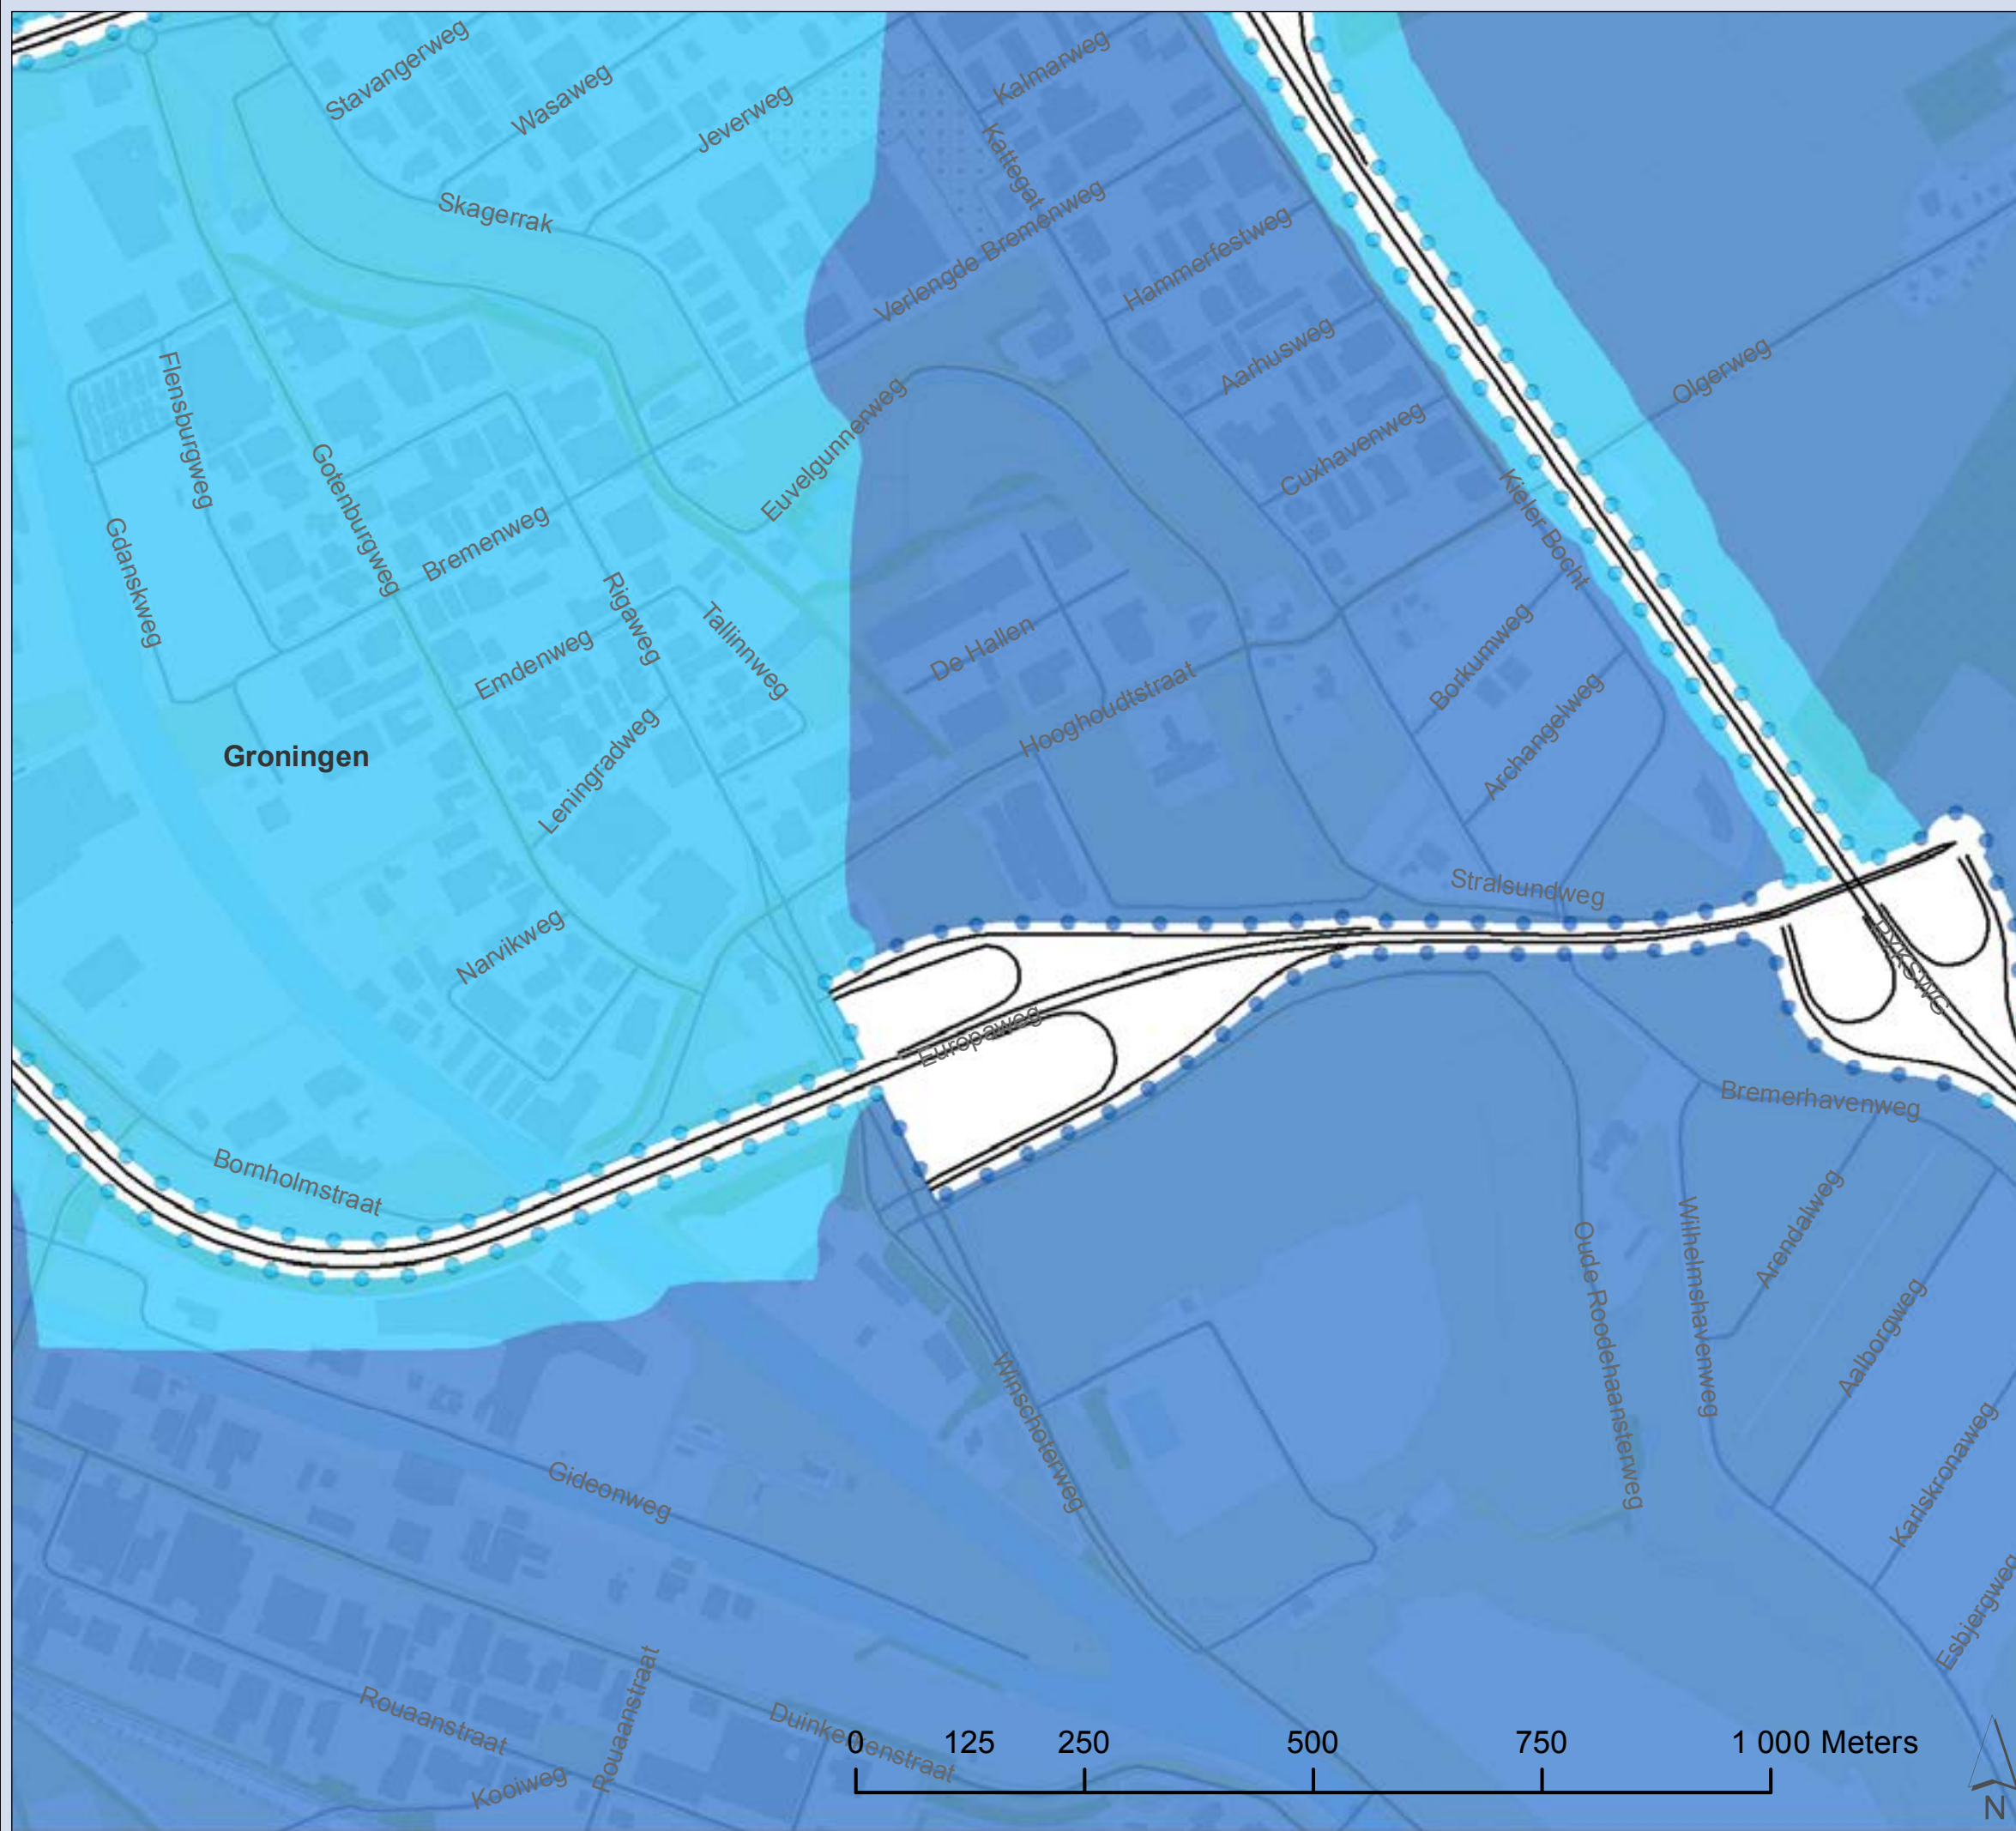 Stavangerweg
Wasaweg
Jeverweg
Kalmarweg
Kattegat
Skagerrak
Verlengde Bremenweg
Hammerfestweg
Aarhusweg
Olgerweg
Flensburgweg
Gotenburgweg
Euvelgunnerweg
Cuxhavenweg
Kieler Bocht
Gdanskweg
Bremenweg
Rigaweg
Tallinnweg
Emdenweg
De Hallen
Borkumweg
Hooghoudtstraat
Archangelweg
Leningradweg
Groningen
Stralsundweg
Narvikweg
Europaweg
Bremerhavenweg
Bornholmstraat
Arendalweg
Wilhelmshavenweg
Oude Roodehaansterweg
Aalborgweg
Winschoterweg
Karlskronaweg
Gideonweg
Esbjergweg
Rouaanstraat
Rouaanstraat
Duinkerkenstraat
Kooiweg
0 125 250 500 750 1 000 Meters
N